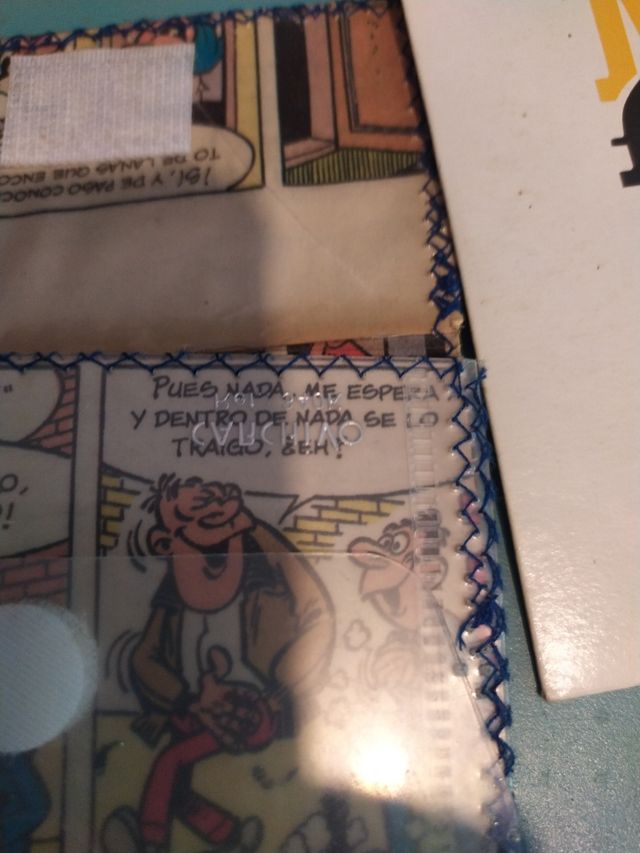 ¡SÍ, Y DE PASO CONOC
TO DE LANAS QUE ENCO
PUES NADA, ME ESPERA
Y DENTRO DE NADA SE LO
TRAIGO, ¿EH?